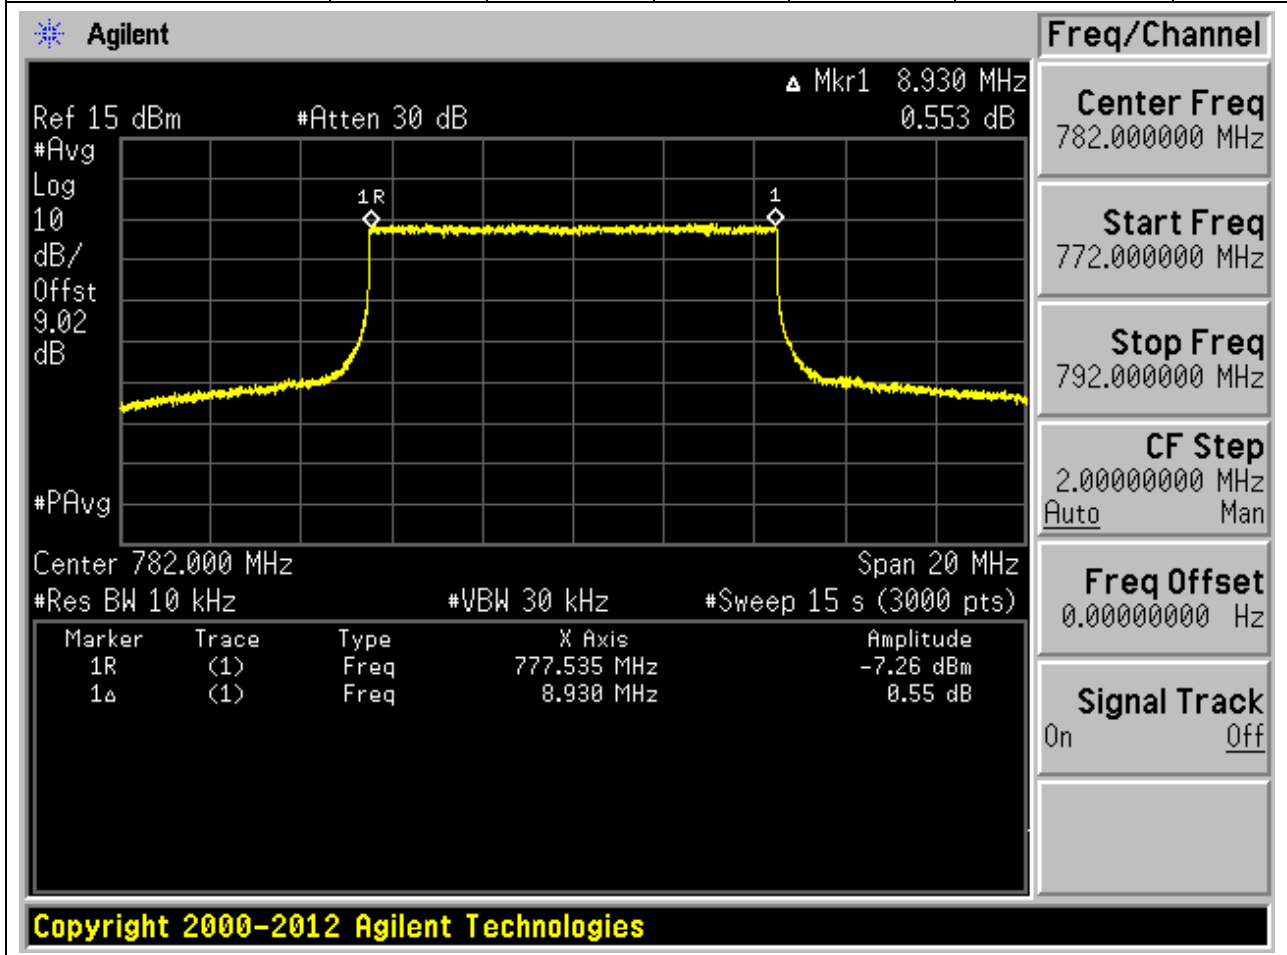 Agilent
Freq/Channel
Δ Mkr1 8.930 MHz
Ref 15 dBm #Atten 30 dB 0.553 dB
#Avg
Log
10
dB/
Offst
9.02
dB
1R 1
#PAvg
Center 782.000 MHz Span 20 MHz
#Res BW 10 kHz #VBW 30 kHz #Sweep 15 s (3000 pts)
Marker Trace Type X Axis Amplitude
1R (1) Freq 777.535 MHz -7.26 dBm
1Δ (1) Freq 8.930 MHz 0.55 dB
Center Freq
782.000000 MHz
Start Freq
772.000000 MHz
Stop Freq
792.000000 MHz
CF Step
2.00000000 MHz
Auto Man
Freq Offset
0.00000000 Hz
Signal Track
On Off
Copyright 2000-2012 Agilent Technologies